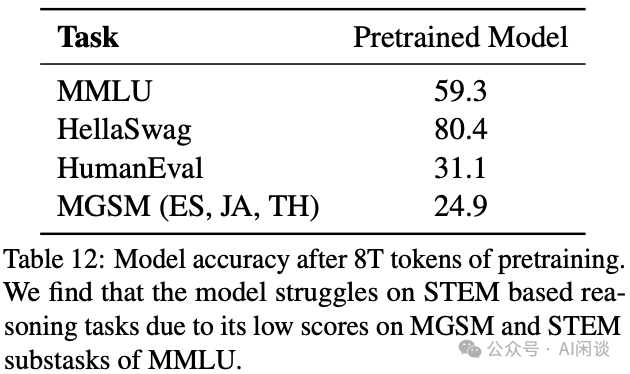 Task Pretrained Model
MMLU 59.3
HellaSwag 80.4
HumanEval 31.1
MGSM (ES, JA, TH) 24.9
Table 12: Model accuracy after 8T tokens of pretraining.
We find that the model struggles on STEM based rea-
soning tasks due to its low scores on MGSM and STEM
substasks of MMLU.
公众号 · AI闲谈